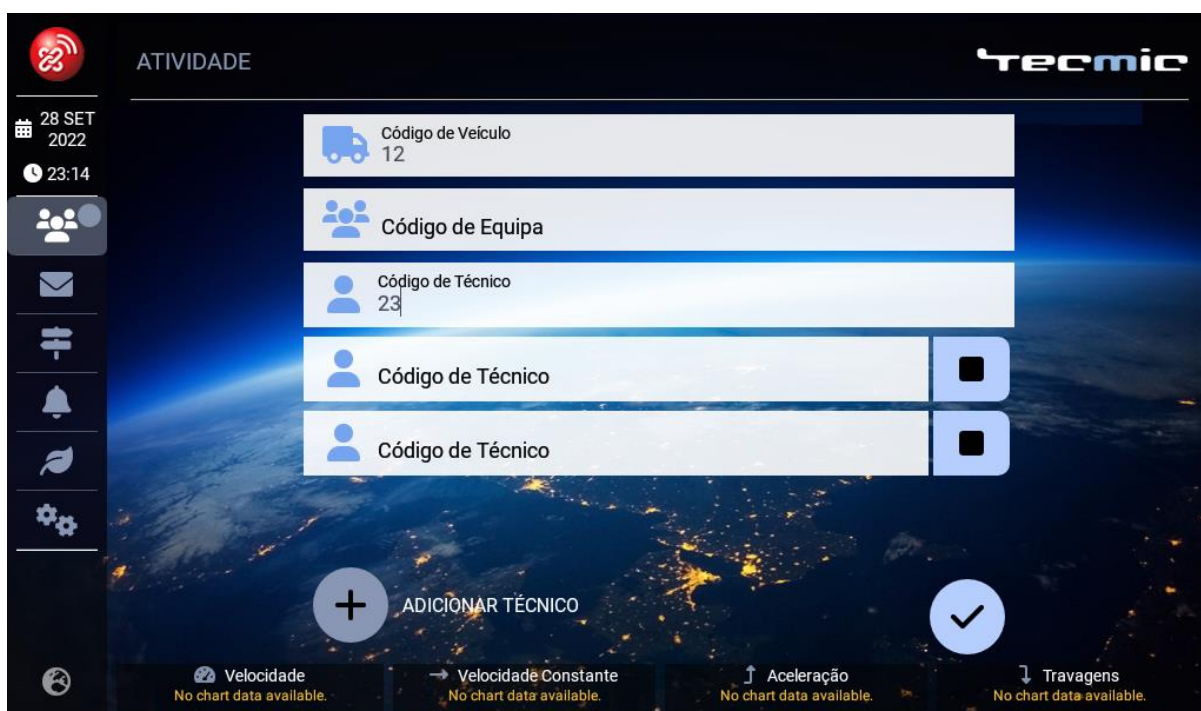 ATIVIDADE
tecmic
28 SET
2022
23:14
Código de Veículo
12
Código de Equipa
Código de Técnico
23
Código de Técnico
Código de Técnico
ADICIONAR TÉCNICO
Velocidade
No chart data available.
Velocidade Constante
No chart data available.
Aceleração
No chart data available.
Travagens
No chart data available.